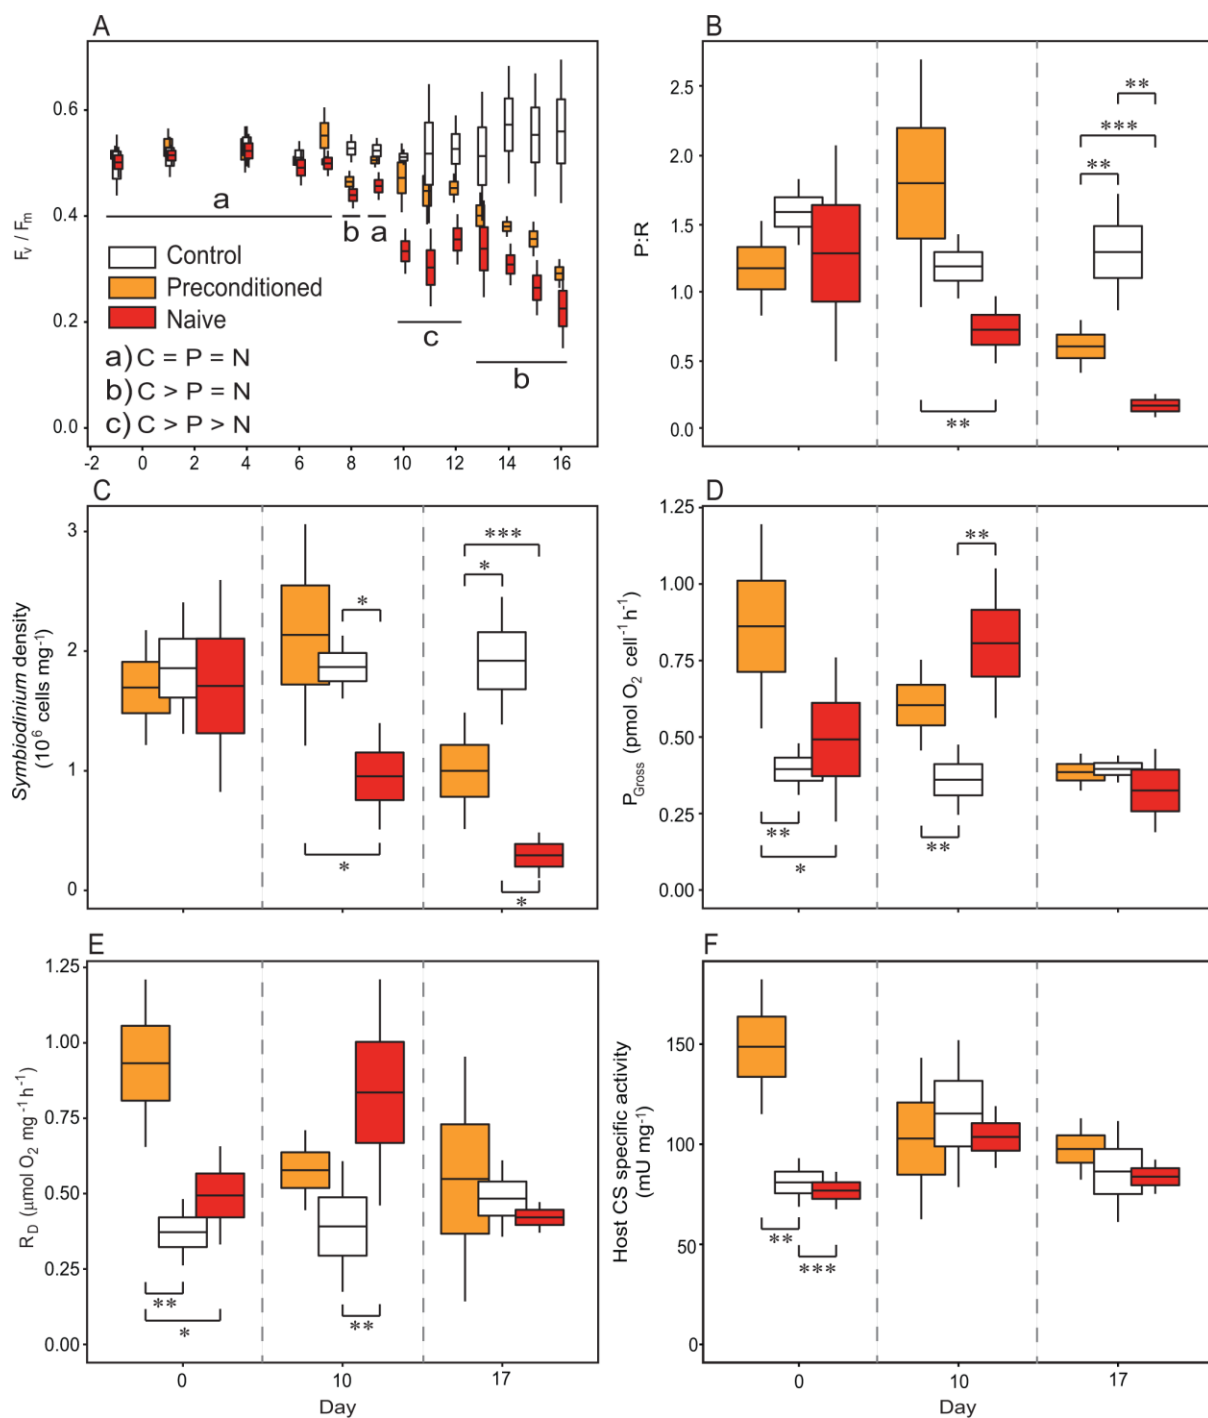 A
0.6
0.4
0.2
0.0
Fv / Fm
a
b
a
c
b
Control
Preconditioned
Naive
a) C = P = N
b) C > P = N
c) C > P > N
-2 0 2 4 6 8 10 12 14 16
B
2.5
2.0
1.5
1.0
0.5
0.0
P:R
**
***
**
**
C
3
2
1
0
Symbiodinium density
(10⁶ cells mg⁻¹)
***
*
*
*
*
D
1.25
1.00
0.75
0.50
0.25
0.00
PGross (pmol O₂ cell⁻¹ h⁻¹)
**
**
**
*
E
1.25
1.00
0.75
0.50
0.25
0.00
RD (µmol O₂ mg⁻¹ h⁻¹)
**
*
**
0 10 17
Day
F
150
100
50
0
Host CS specific activity
(mU mg⁻¹)
**
***
0 10 17
Day